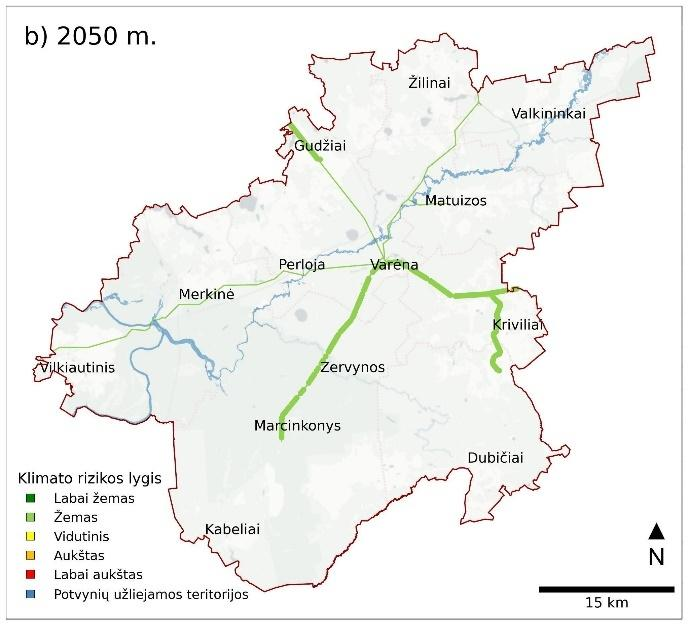 b) 2050 m.
Žilinai
Valkininkai
Gudžiai
Matuizos
Perloja
Varėna
Merkinė
Kriviliai
Vilkiautinis
Zervynos
Marcinkonys
Dubičiai
Klimato rizikos lygis
Labai žemas
Žemas
Vidutinis
Aukštas
Labai aukštas
Potvynių užliejamos teritorijos
Kabeliai
N
15 km